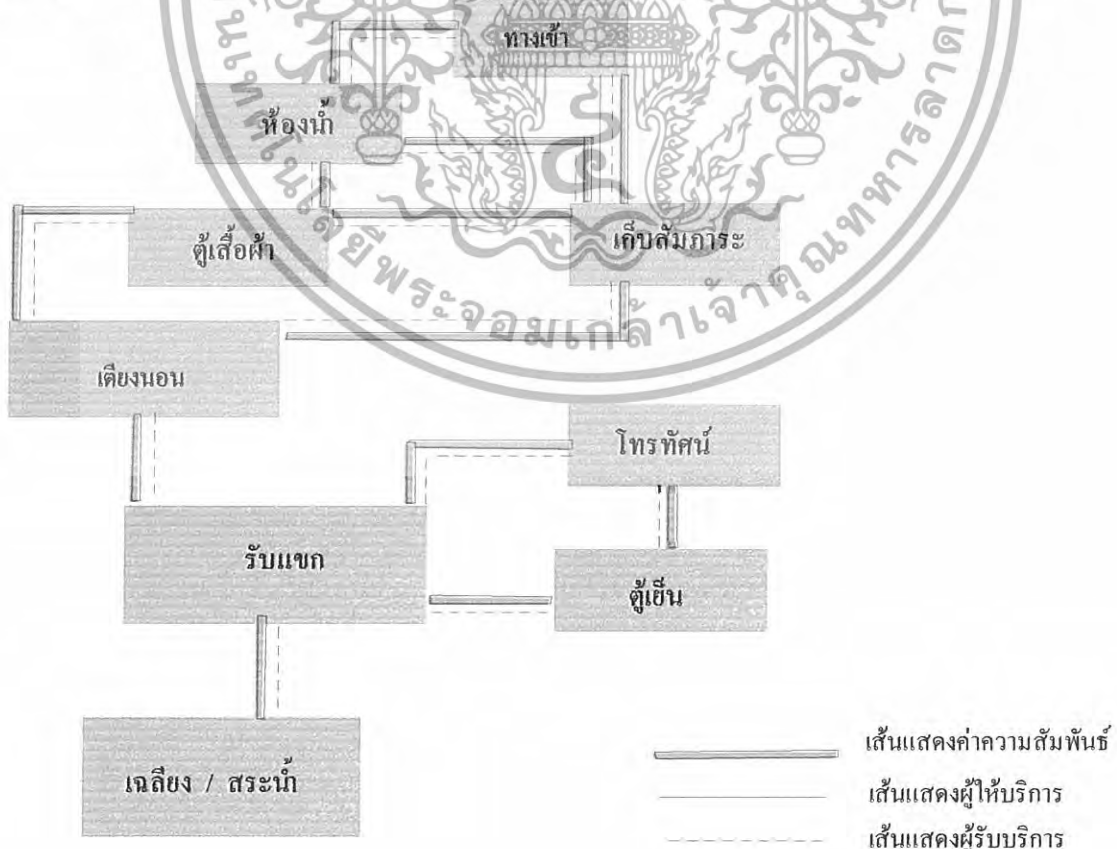 ทางเข้า
ห้องน้ำ
ตู้เสื้อผ้า
เก็บสัมภาระ
เตียงนอน
โทรทัศน์
รับแขก
ตู้เย็น
เฉลียง / สระน้ำ
เส้นแสดงค่าความสัมพันธ์
เส้นแสดงผู้ให้บริการ
เส้นแสดงผู้รับบริการ